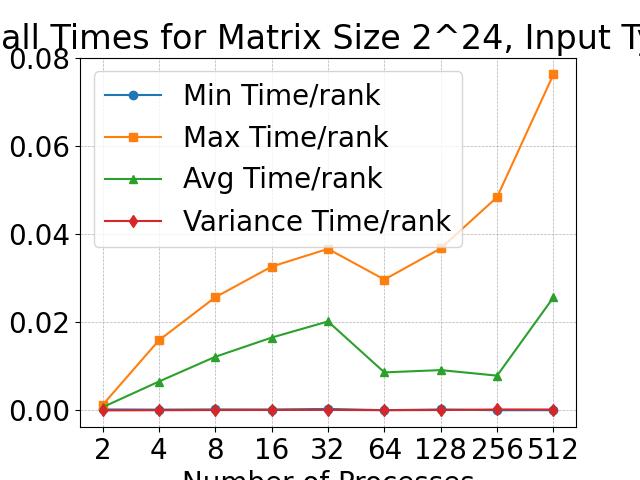 all Times for Matrix Size 2^24, Input Ty
0.08
0.06
0.04
0.02
0.00
Min Time/rank
Max Time/rank
Avg Time/rank
Variance Time/rank
2 4 8 16 32 64 128 256 512
Number of Processes